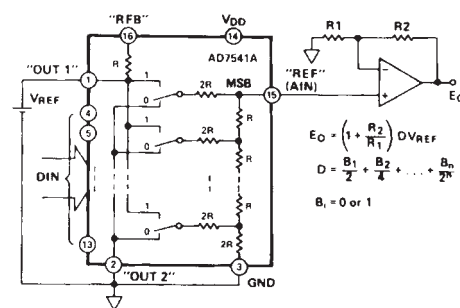 "RFB"
VDD
R1
R2
16
14
AD7541A
R
"OUT 1"
1
1
2R
MSB
"REF"
(AIN)
15
0
VREF
R
EO
4
5
1
2R
0
R
DIN
1
2R
R
0
2R
13
2
3
"OUT 2"
GND
EO = (1 + R2/R1) DVREF
D = B1/2 + B2/4 + . . . + Bn/2ⁿ
Bi = 0 or 1